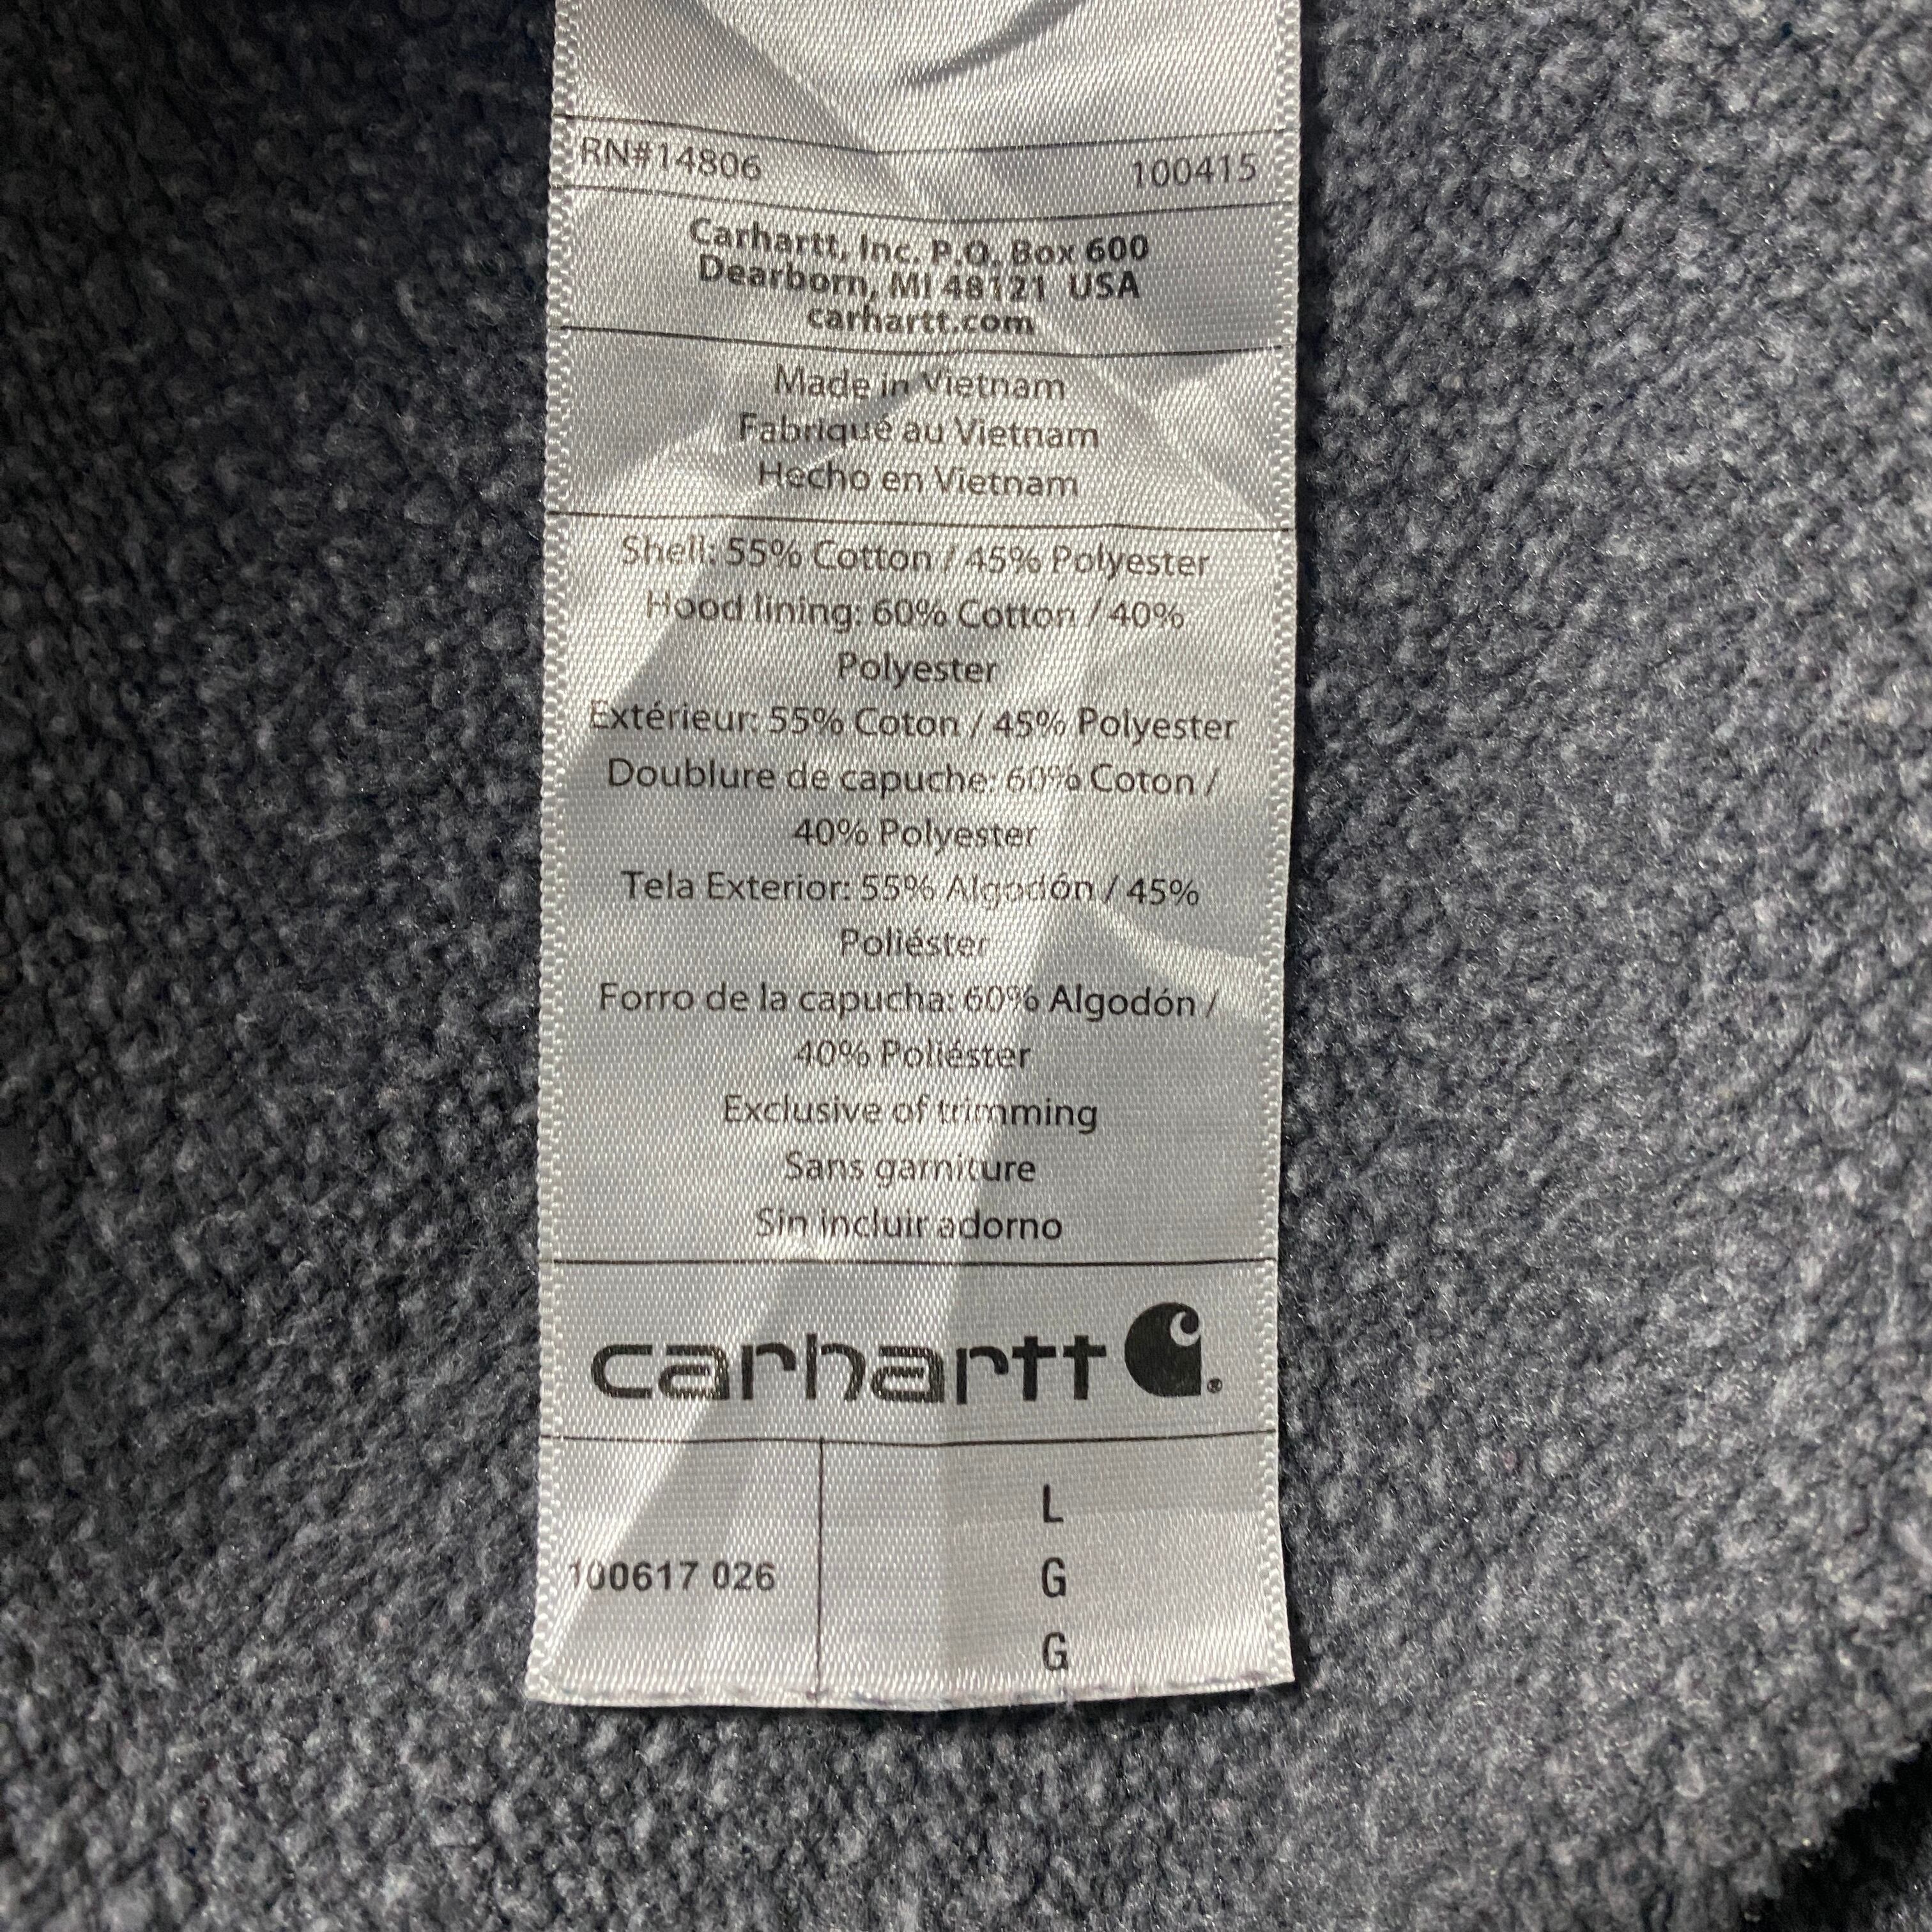 RN#14806 100415
Carhartt, Inc. P.O. Box 600
Dearborn, MI 48121 USA
carhartt.com
Made in Vietnam
Fabriqué au Vietnam
Hecho en Vietnam
Shell: 55% Cotton / 45% Polyester
Hood lining: 60% Cotton / 40%
Polyester
Extérieur: 55% Coton / 45% Polyester
Doublure de capuche: 60% Coton /
40% Polyester
Tela Exterior: 55% Algodón / 45%
Poliéster
Forro de la capucha: 60% Algodón /
40% Poliéster
Exclusive of trimming
Sans garniture
Sin incluir adorno
carhartt ®
L
100617 026 G
G